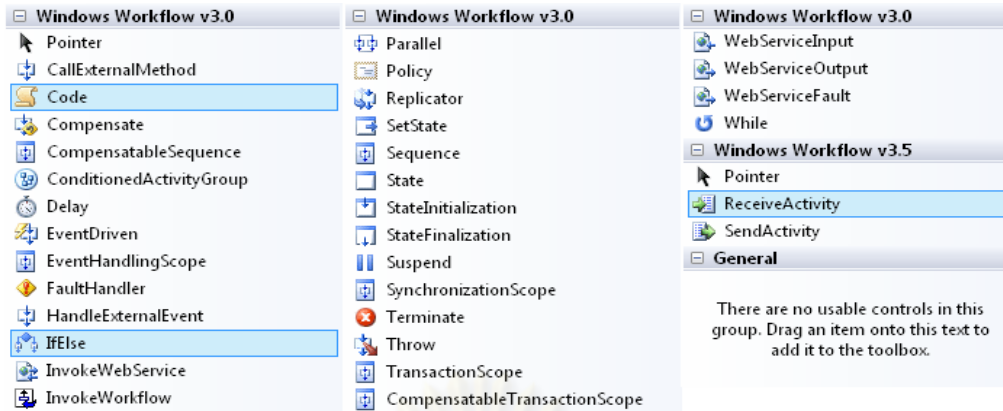 Windows Workflow v3.0
Pointer
CallExternalMethod
Code
Compensate
CompensatableSequence
ConditionedActivityGroup
Delay
EventDriven
EventHandlingScope
FaultHandler
HandleExternalEvent
IfElse
InvokeWebService
InvokeWorkflow
Windows Workflow v3.0
Parallel
Policy
Replicator
SetState
Sequence
State
StateInitialization
StateFinalization
Suspend
SynchronizationScope
Terminate
Throw
TransactionScope
CompensatableTransactionScope
Windows Workflow v3.0
WebServiceInput
WebServiceOutput
WebServiceFault
While
Windows Workflow v3.5
Pointer
ReceiveActivity
SendActivity
General
There are no usable controls in this
group. Drag an item onto this text to
add it to the toolbox.